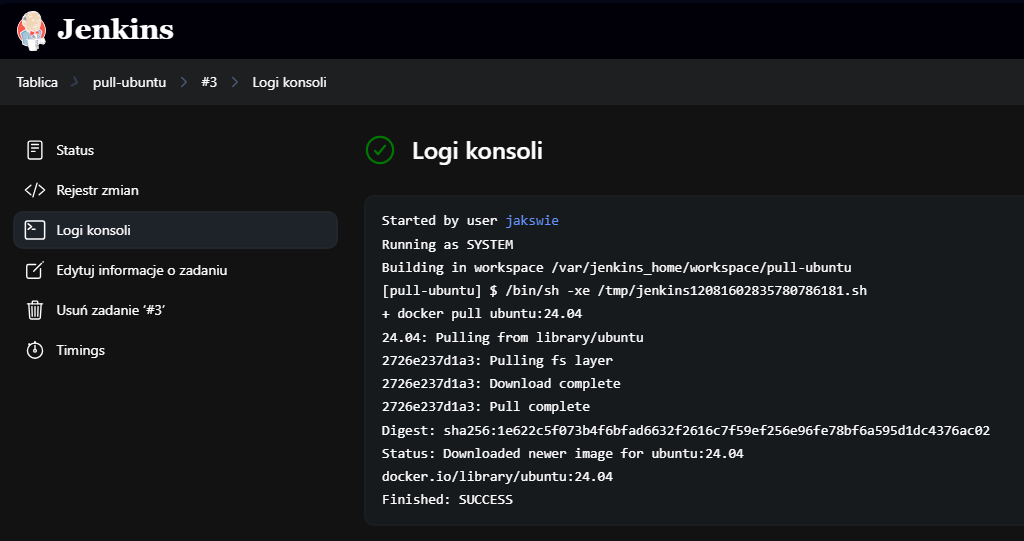 Jenkins
Tablica > pull-ubuntu > #3 > Logi konsoli
Status
Rejestr zmian
Logi konsoli
Edytuj informacje o zadaniu
Usuń zadanie ‘#3’
Timings
Logi konsoli
Started by user jakswie
Running as SYSTEM
Building in workspace /var/jenkins_home/workspace/pull-ubuntu
[pull-ubuntu] $ /bin/sh -xe /tmp/jenkins12081602835780786181.sh
+ docker pull ubuntu:24.04
24.04: Pulling from library/ubuntu
2726e237d1a3: Pulling fs layer
2726e237d1a3: Download complete
2726e237d1a3: Pull complete
Digest: sha256:1e622c5f073b4f6bfad6632f2616c7f59ef256e96fe78bf6a595d1dc4376ac02
Status: Downloaded newer image for ubuntu:24.04
docker.io/library/ubuntu:24.04
Finished: SUCCESS